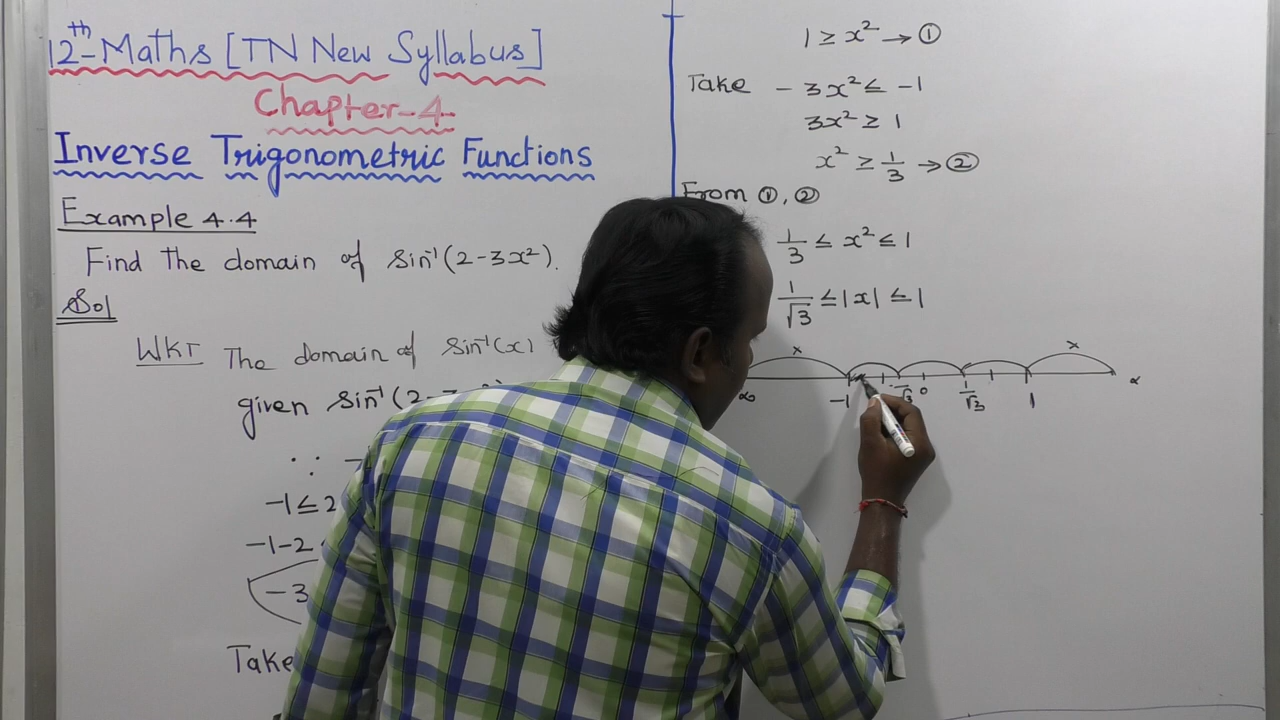 12th-Maths [TN New Syllabus]
Chapter-4
Inverse Trigonometric Functions
Example 4.4
Find the domain of sin⁻¹(2-3x²).
Sol
WKT The domain of sin⁻¹(x)
given sin⁻¹(2-
∴ -
-1 ≤ 2
-1-2
-3
Take
1 ≥ x² → ①
Take -3x² ≤ -1
3x² ≥ 1
x² ≥ 1/3 → ②
From ①, ②
1/3 ≤ x² ≤ 1
1/√3 ≤ |x| ≤ 1
x x
∞ -1 -1/√3 0 1/√3 1 ∝